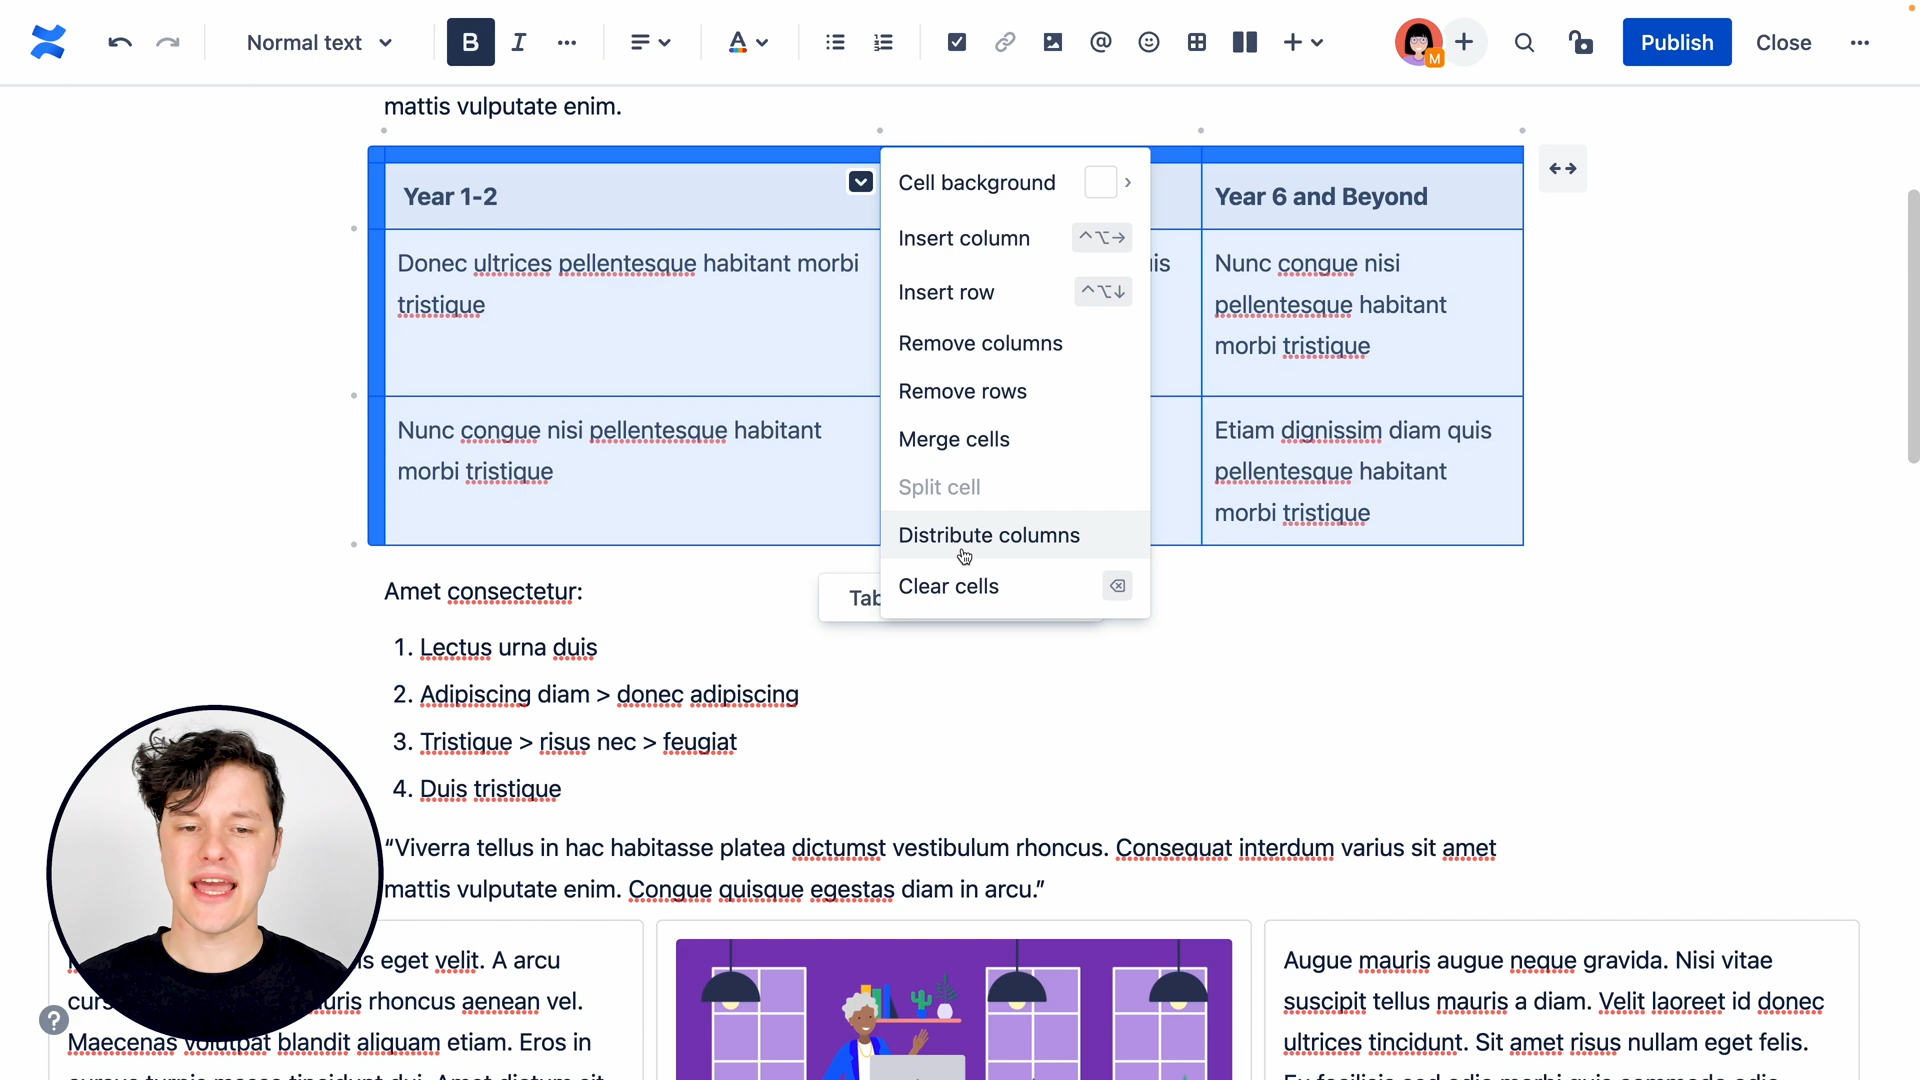 Normal text
B
I
A
@
M
Publish
Close
mattis vulputate enim.
Year 1-2
Year 6 and Beyond
Donec ultrices pellentesque habitant morbi
tristique
Nunc congue nisi
pellentesque habitant
morbi tristique
Nunc congue nisi pellentesque habitant
morbi tristique
Etiam dignissim diam quis
pellentesque habitant
morbi tristique
Cell background
Insert column ⌃⌥→
Insert row ⌃⌥↓
Remove columns
Remove rows
Merge cells
Split cell
Distribute columns
Clear cells
Amet consectetur:
1. Lectus urna duis
2. Adipiscing diam > donec adipiscing
3. Tristique > risus nec > feugiat
4. Duis tristique
“Viverra tellus in hac habitasse platea dictumst vestibulum rhoncus. Consequat interdum varius sit amet
mattis vulputate enim. Congue quisque egestas diam in arcu.”
eget velit. A arcu
rhoncus aenean vel.
Maecenas volutpat blandit aliquam etiam. Eros in
?
Augue mauris augue neque gravida. Nisi vitae
suscipit tellus mauris a diam. Velit laoreet id donec
ultrices tincidunt. Sit amet risus nullam eget felis.